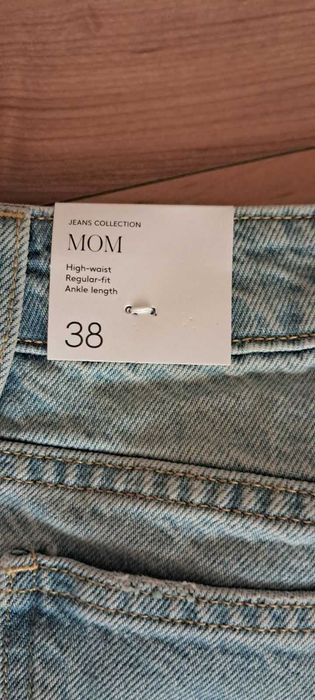 JEANS COLLECTION
MOM
High-waist
Regular-fit
Ankle length
38